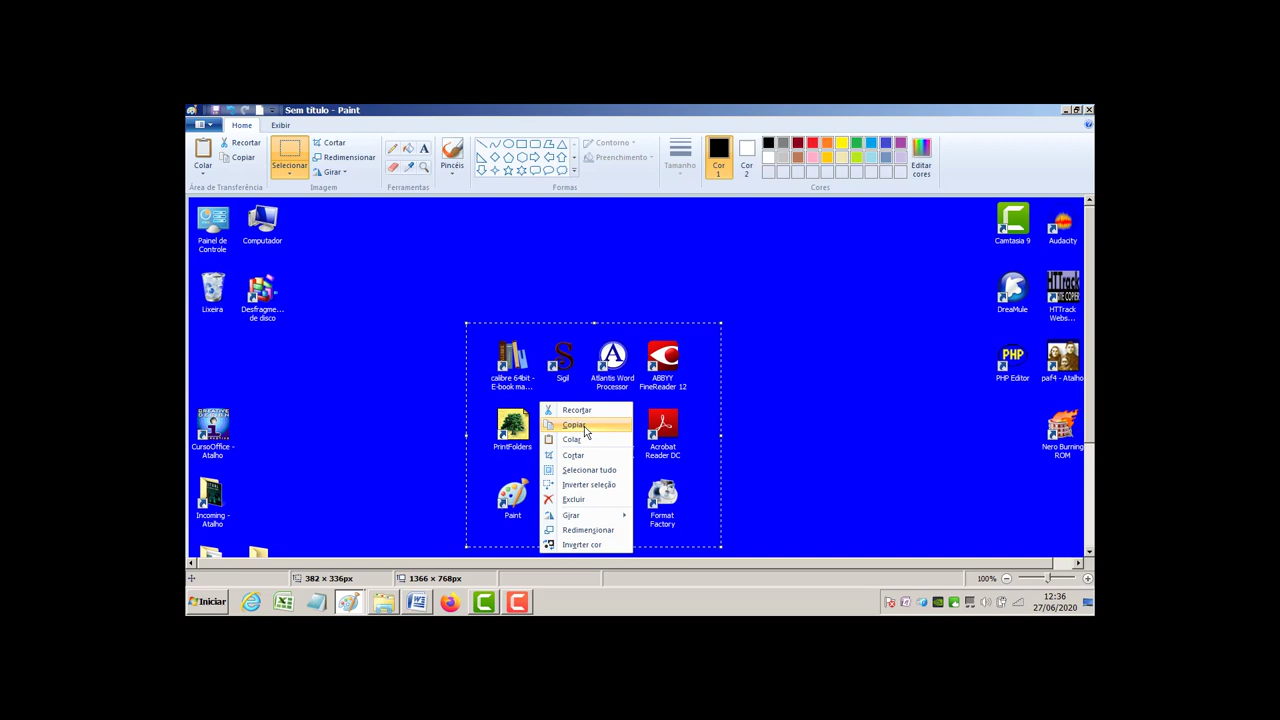 Sem título - Paint
Home Exibir
Colar
Recortar
Copiar
Área de Transferência
Selecionar
Cortar
Redimensionar
Girar
Imagem
A
Ferramentas
Pincéis
Contorno
Preenchimento
Formas
Tamanho
Cor 1
Cor 2
Editar cores
Cores
Painel de
Controle
Computador
Camtasia 9
Audacity
Lixeira
Desfragme...
de disco
DreaMule
HTTrack
SITE COPIER
HTTrack
Webs...
calibre 64bit -
E-book ma...
Sigil
Atlantis Word
Processor
ABBYY
FineReader 12
PHP
PHP Editor
paf4 - Atalho
CursoOffice -
Atalho
PrintFolders
Acrobat
Reader DC
Nero Burning
ROM
Incoming -
Atalho
Paint
Format
Factory
Recortar
Copiar
Colar
Cortar
Selecionar tudo
Inverter seleção
Excluir
Girar
Redimensionar
Inverter cor
382 × 336px
1366 × 768px
100%
Iniciar
12:36
27/06/2020